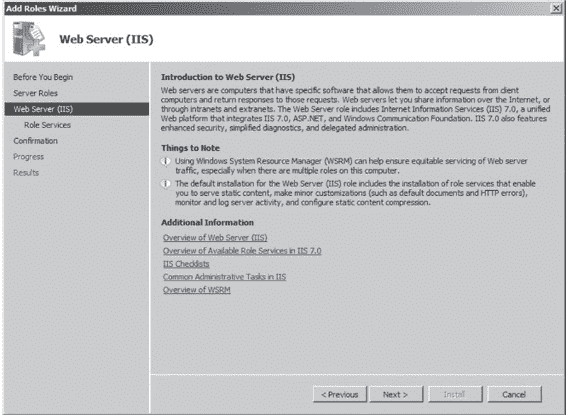 Add Roles Wizard
Web Server (IIS)
Before You Begin
Server Roles
Web Server (IIS)
Role Services
Confirmation
Progress
Results
Introduction to Web Server (IIS)
Web servers are computers that have specific software that allows them to accept requests from client
computers and return responses to those requests. Web servers let you share information over the Internet, or
through intranets and extranets. The Web Server role includes Internet Information Services (IIS) 7.0, a unified
Web platform that integrates IIS 7.0, ASP.NET, and Windows Communication Foundation. IIS 7.0 also features
enhanced security, simplified diagnostics, and delegated administration.
Things to Note
Using Windows System Resource Manager (WSRM) can help ensure equitable servicing of Web server
traffic, especially when there are multiple roles on this computer.
The default installation for the Web Server (IIS) role includes the installation of role services that enable
you to serve static content, make minor customizations (such as default documents and HTTP errors),
monitor and log server activity, and configure static content compression.
Additional Information
Overview of Web Server (IIS)
Overview of Available Role Services in IIS 7.0
IIS Checklists
Common Administrative Tasks in IIS
Overview of WSRM
< Previous
Next >
Install
Cancel